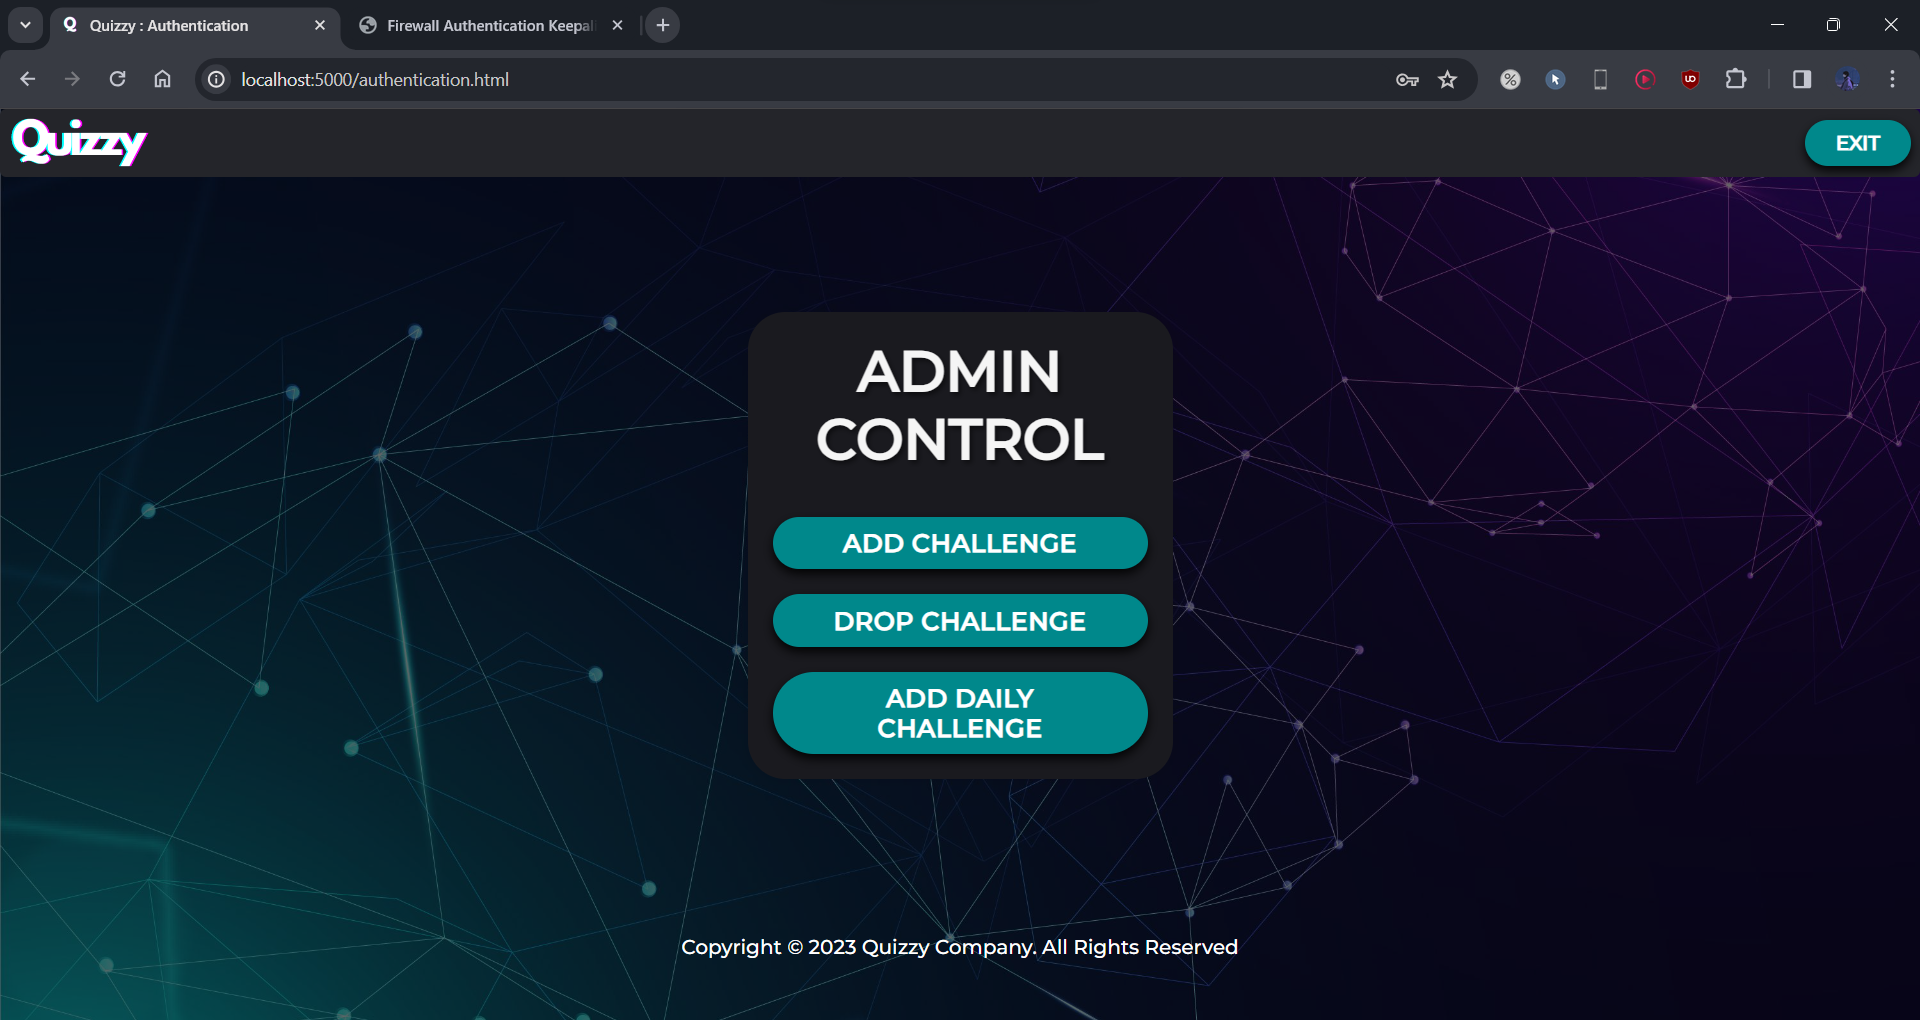 Quizzy : Authentication
Firewall Authentication Keepal
localhost:5000/authentication.html
Quizzy
EXIT
ADMIN
CONTROL
ADD CHALLENGE
DROP CHALLENGE
ADD DAILY
CHALLENGE
Copyright © 2023 Quizzy Company. All Rights Reserved